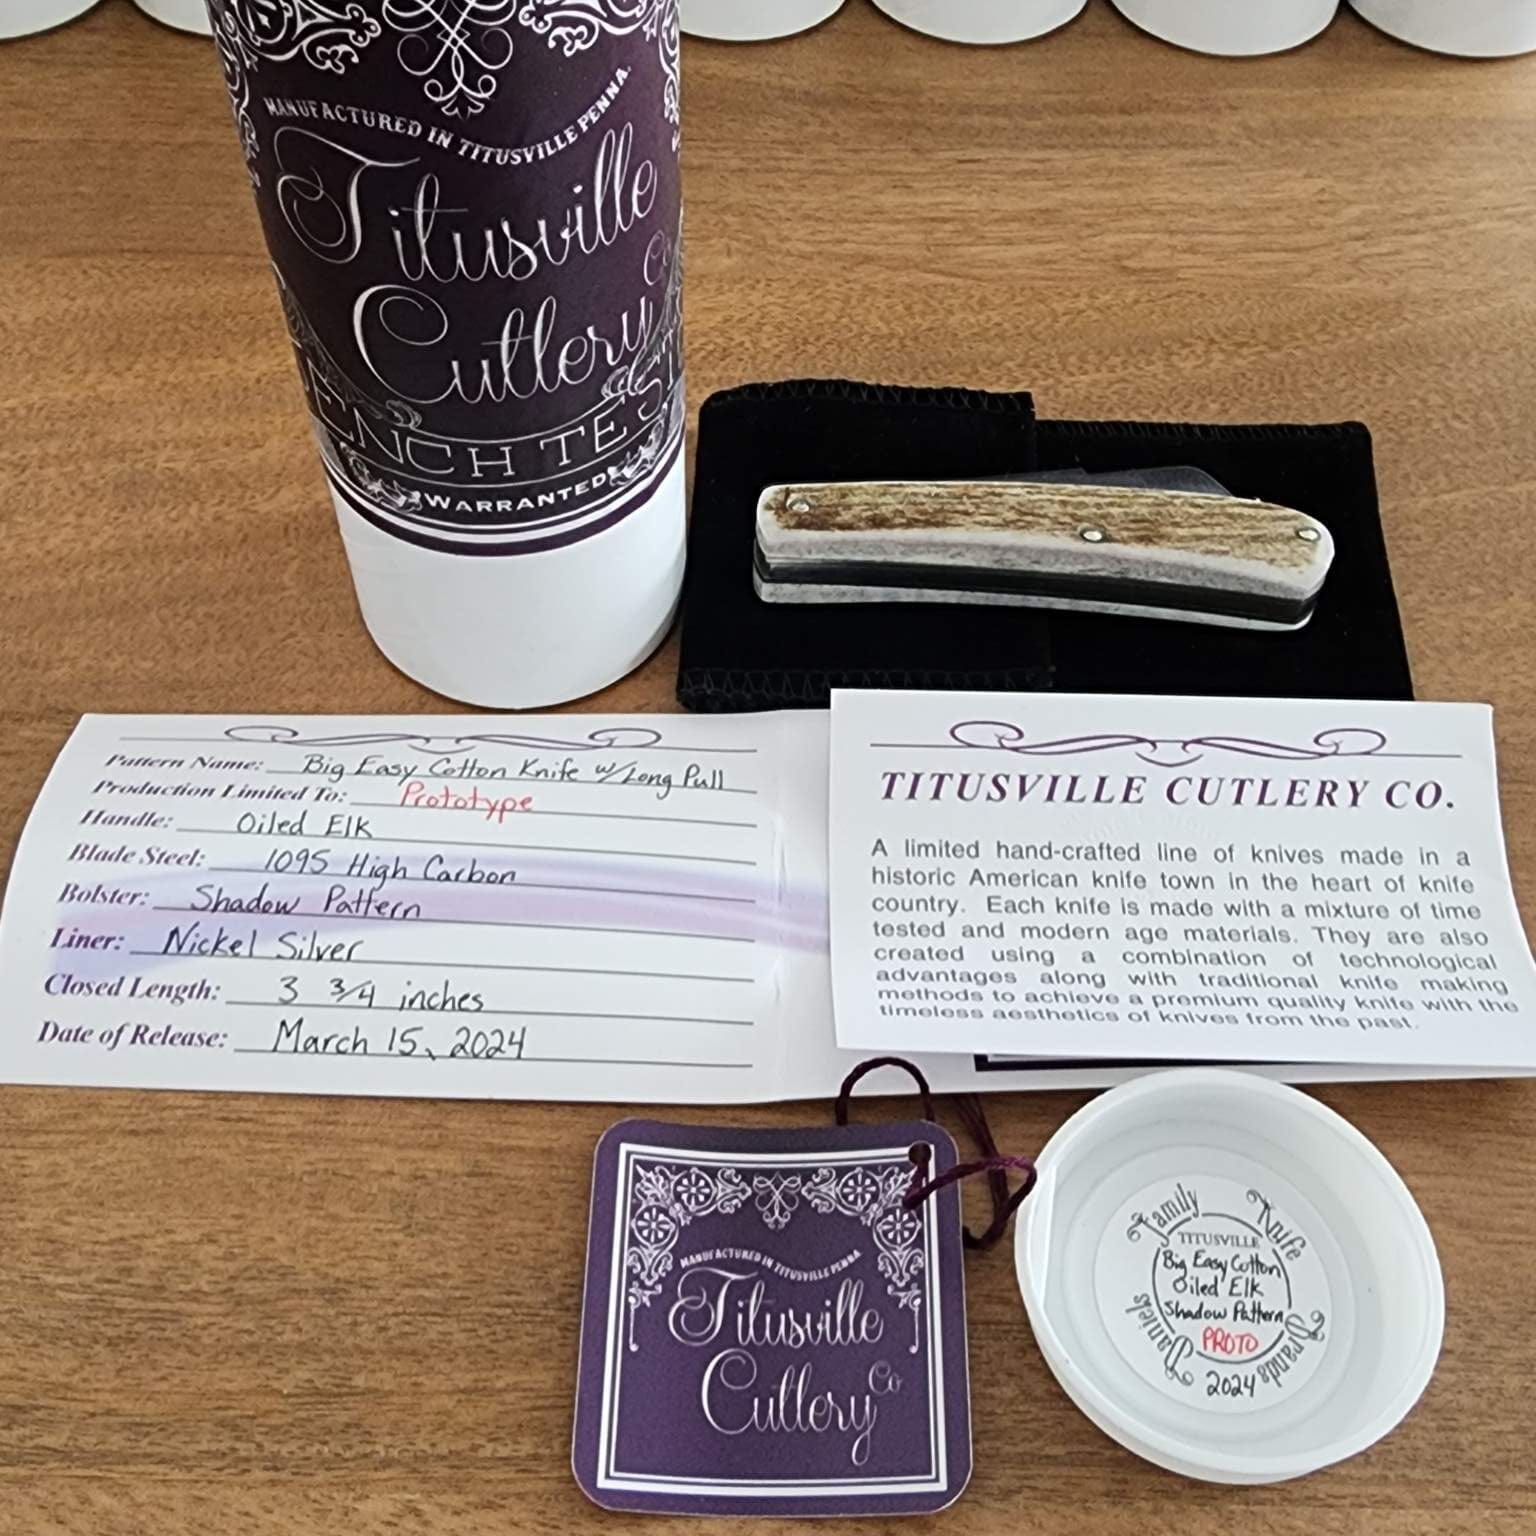 MANUFACTURED IN TITUSVILLE PENNA.
Titusville
Cutlery Co
ENCH TEST
WARRANTED
Pattern Name: Big Easy Cotton Knife w/Long Pull
Production Limited To: Prototype
Handle: Oiled Elk
Blade Steel: 1095 High Carbon
Bolster: Shadow Pattern
Liner: Nickel Silver
Closed Length: 3 3/4 inches
Date of Release: March 15, 2024
TITUSVILLE CUTLERY CO.
A limited hand-crafted line of knives made in a
historic American knife town in the heart of knife
country. Each knife is made with a mixture of time
tested and modern age materials. They are also
created using a combination of technological
advantages along with traditional knife making
methods to achieve a premium quality knife with the
timeless aesthetics of knives from the past.
MANUFACTURED IN TITUSVILLE PENNA.
Titusville
Cutlery Co
Daniels Family Knife Brands
TITUSVILLE
Big Easy Cotton
Oiled Elk
Shadow Pattern
PROTO
2024